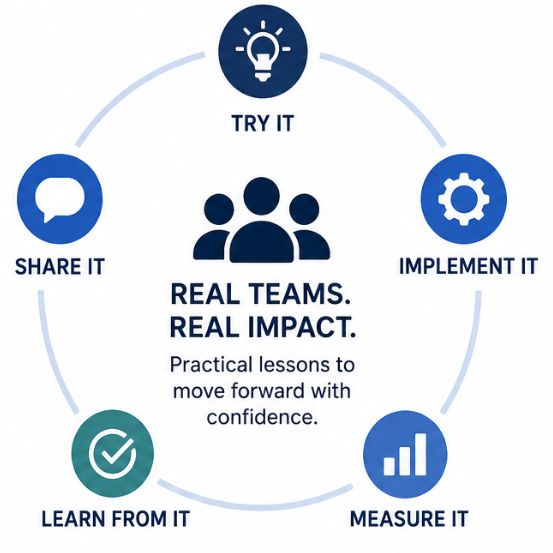 TRY IT
SHARE IT
IMPLEMENT IT
REAL TEAMS.
REAL IMPACT.
Practical lessons to
move forward with
confidence.
LEARN FROM IT
MEASURE IT